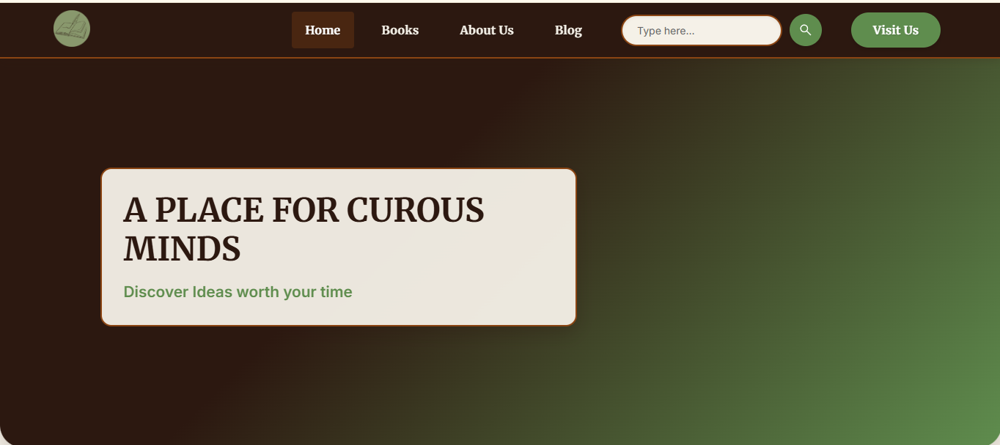 Home Books About Us Blog Type here... Visit Us
A PLACE FOR CUROUS
MINDS
Discover Ideas worth your time